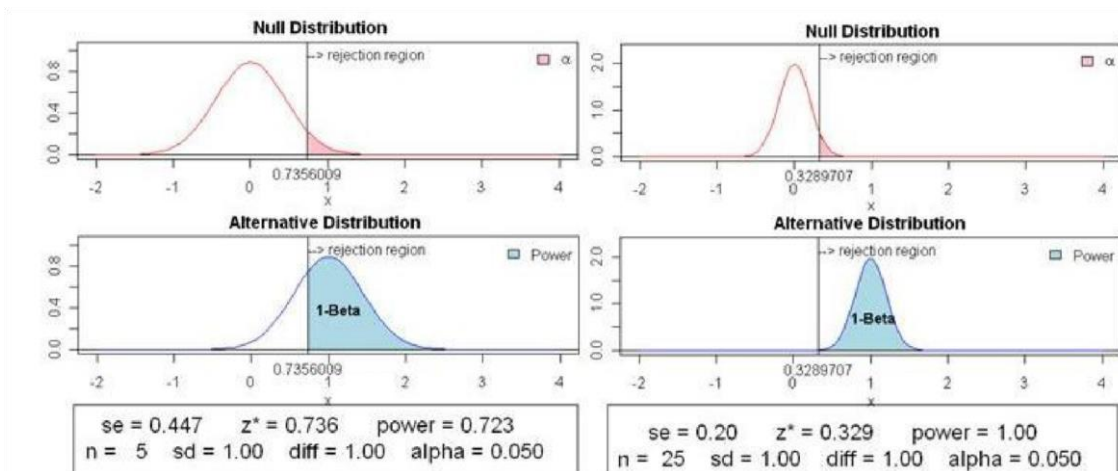 Null Distribution
--> rejection region
α
0.0 0.4 0.8
0.7356009
-2 -1 0 1 2 3 4
x
Alternative Distribution
--> rejection region
Power
1-Beta
0.0 0.4 0.8
0.7356009
-2 -1 0 1 2 3 4
x
se = 0.447 z* = 0.736 power = 0.723
n = 5 sd = 1.00 diff = 1.00 alpha = 0.050
Null Distribution
--> rejection region
α
0.0 1.0 2.0
0.3289707
-2 -1 0 1 2 3 4
x
Alternative Distribution
--> rejection region
Power
1-Beta
0.0 1.0 2.0
0.3289707
-2 -1 0 1 2 3 4
x
se = 0.20 z* = 0.329 power = 1.00
n = 25 sd = 1.00 diff = 1.00 alpha = 0.050